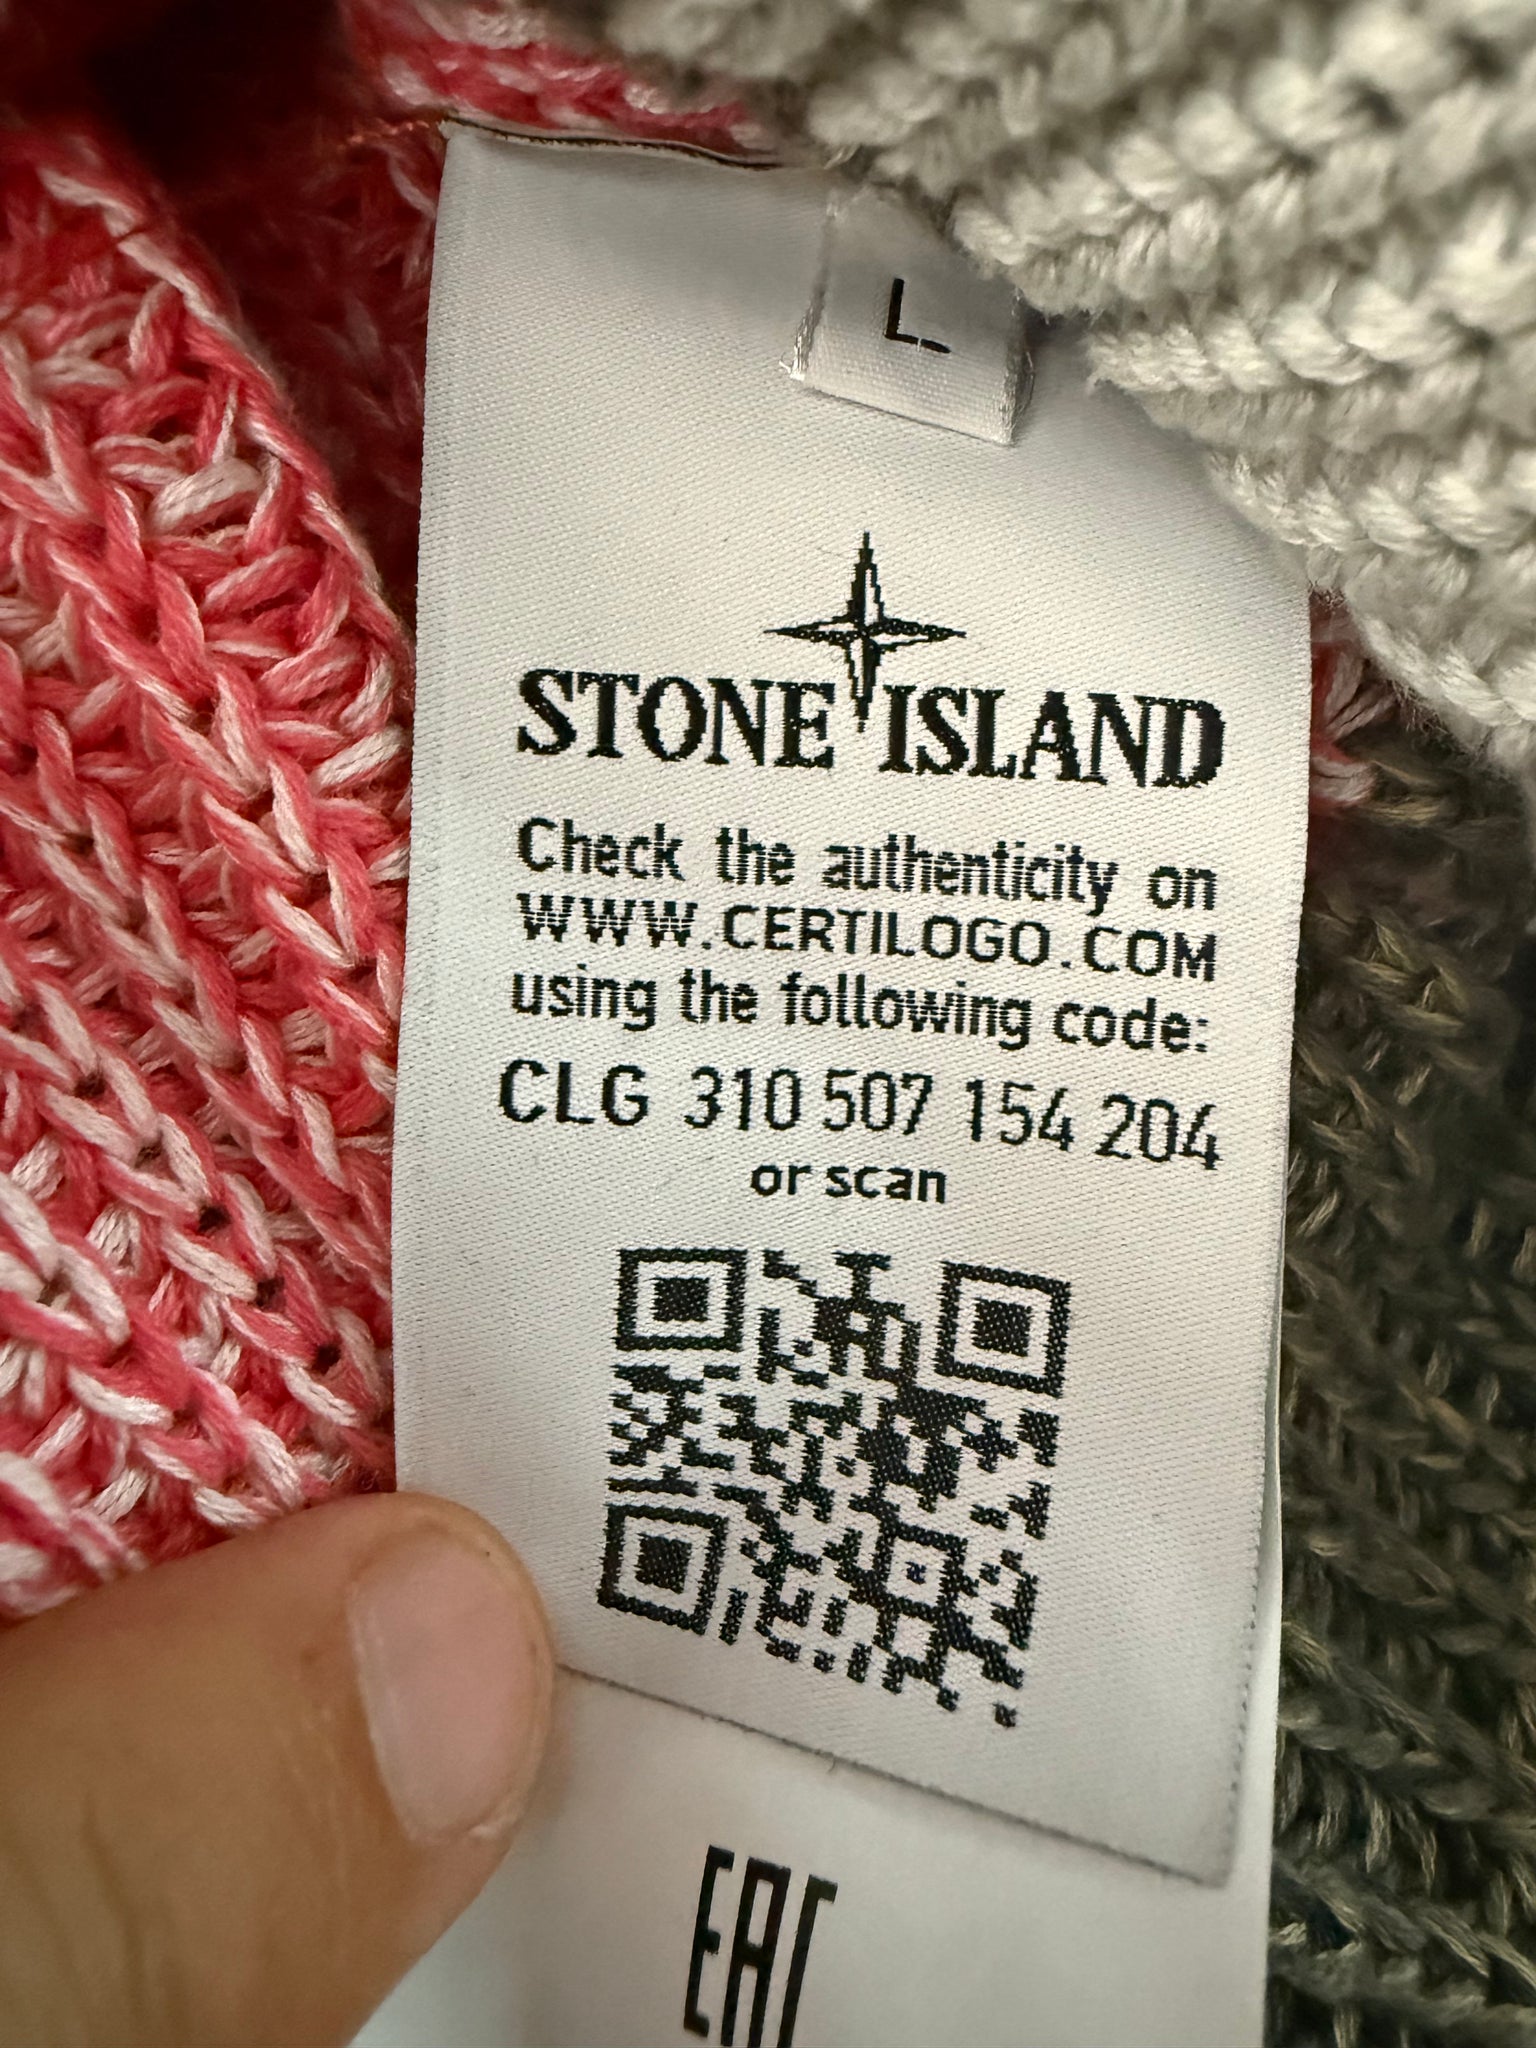 L
STONE ISLAND
Check the authenticity on
WWW.CERTILOGO.COM
using the following code:
CLG 310 507 154 204
or scan
EAC